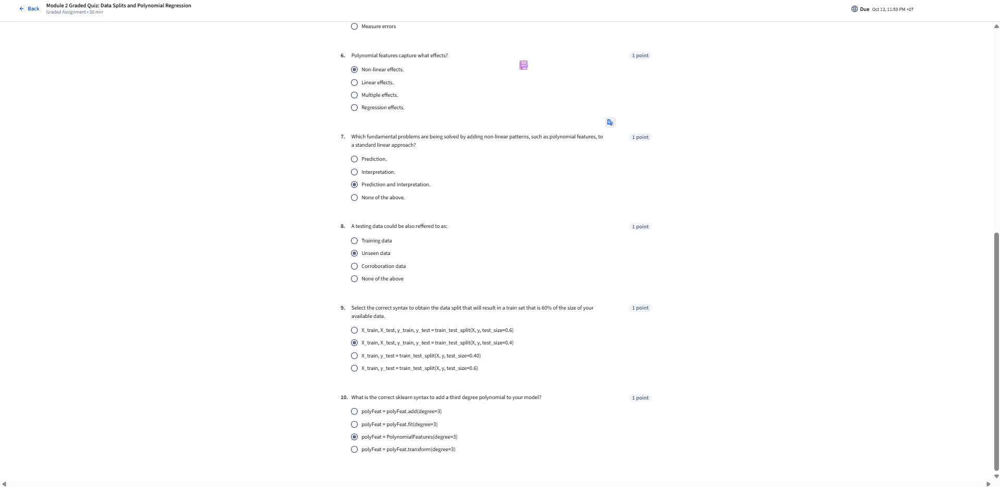 Back
Module 2 Graded Quiz: Data Splits and Polynomial Regression
Graded Assignment • 30 min
Due Oct 13, 11:59 PM +07
Measure errors
6. Polynomial features capture what effects?
1 point
Non-linear effects.
Linear effects.
Multiple effects.
Regression effects.
7. Which fundamental problems are being solved by adding non-linear patterns, such as polynomial features, to
a standard linear approach?
1 point
Prediction.
Interpretation.
Prediction and Interpretation.
None of the above.
8. A testing data could be also reffered to as:
1 point
Training data
Unseen data
Corroboration data
None of the above
9. Select the correct syntax to obtain the data split that will result in a train set that is 60% of the size of your
available data.
1 point
X_train, X_test, y_train, y_test = train_test_split(X, y, test_size=0.6)
X_train, X_test, y_train, y_test = train_test_split(X, y, test_size=0.4)
X_train, y_test = train_test_split(X, y, test_size=0.40)
X_train, y_test = train_test_split(X, y, test_size=0.6)
10. What is the correct sklearn syntax to add a third degree polynomial to your model?
1 point
polyFeat = polyFeat.add(degree=3)
polyFeat = polyFeat.fit(degree=3)
polyFeat = PolynomialFeatures(degree=3)
polyFeat = polyFeat.transform(degree=3)